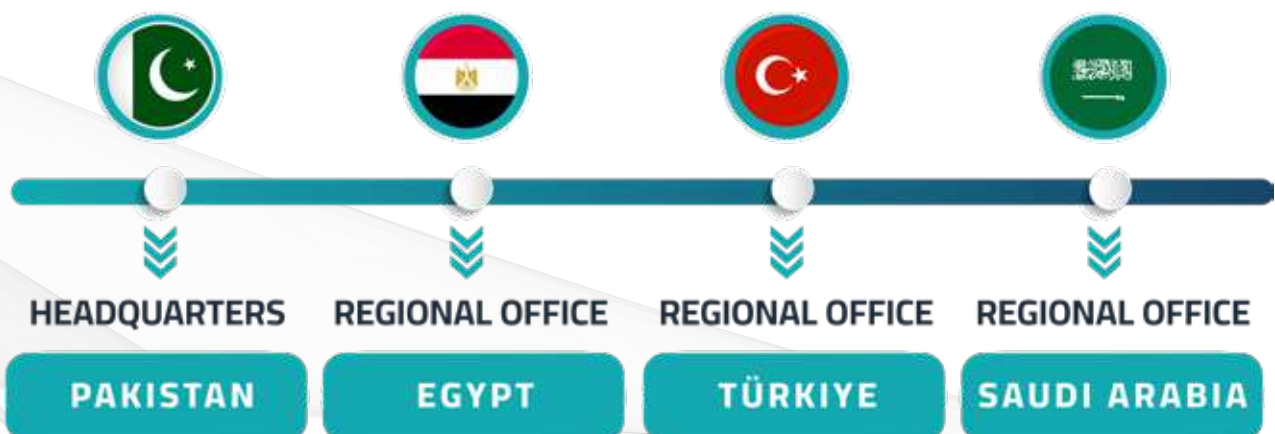 HEADQUARTERS
REGIONAL OFFICE
REGIONAL OFFICE
REGIONAL OFFICE
PAKISTAN
EGYPT
TÜRKIYE
SAUDI ARABIA